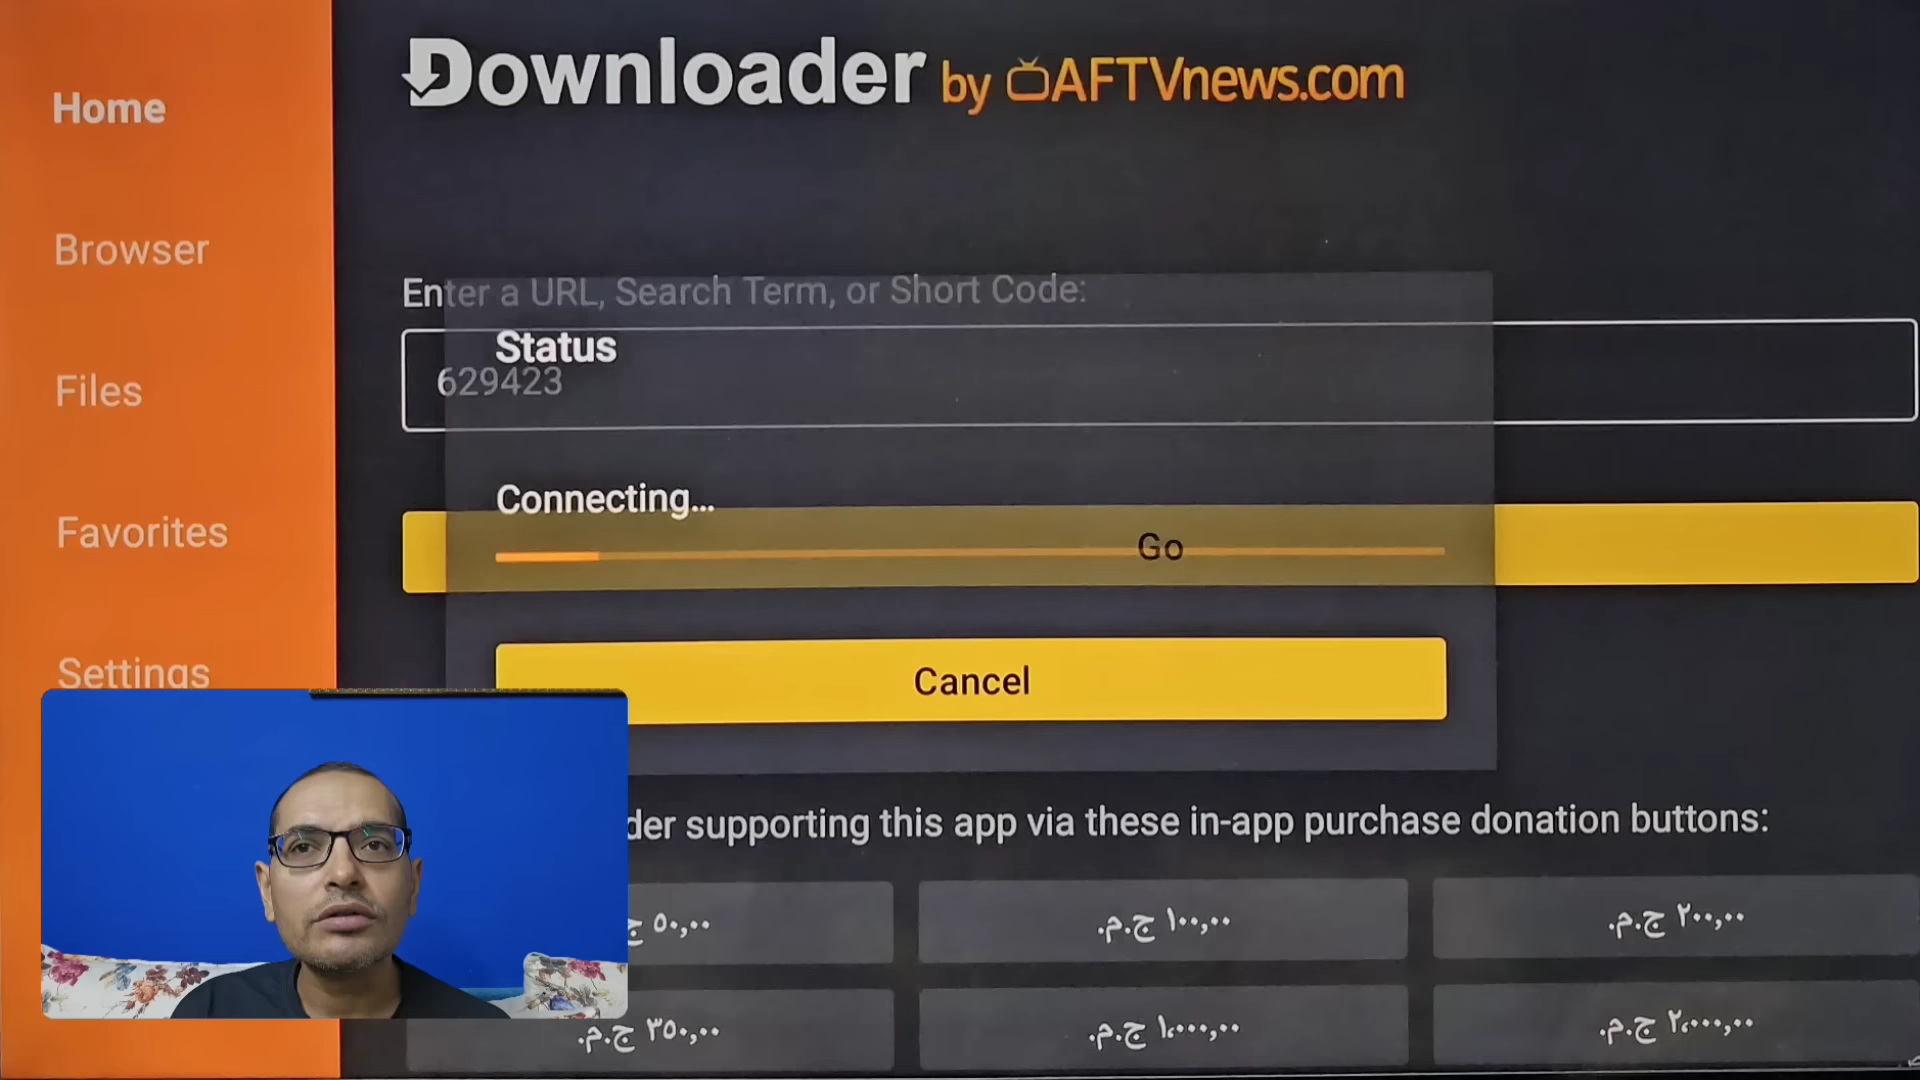 Home
Browser
Files
Favorites
Settings
Downloader by AFTVnews.com
Enter a URL, Search Term, or Short Code:
629423
Status
Connecting...
Go
Cancel
der supporting this app via these in-app purchase donation buttons:
٥٠,٠٠ ج
١٠٠,٠٠ ج.م.
٢٠٠,٠٠ ج.م.
٣٥٠,٠٠ ج.م.
١,٠٠٠,٠٠ ج.م.
٢,٠٠٠,٠٠ ج.م.